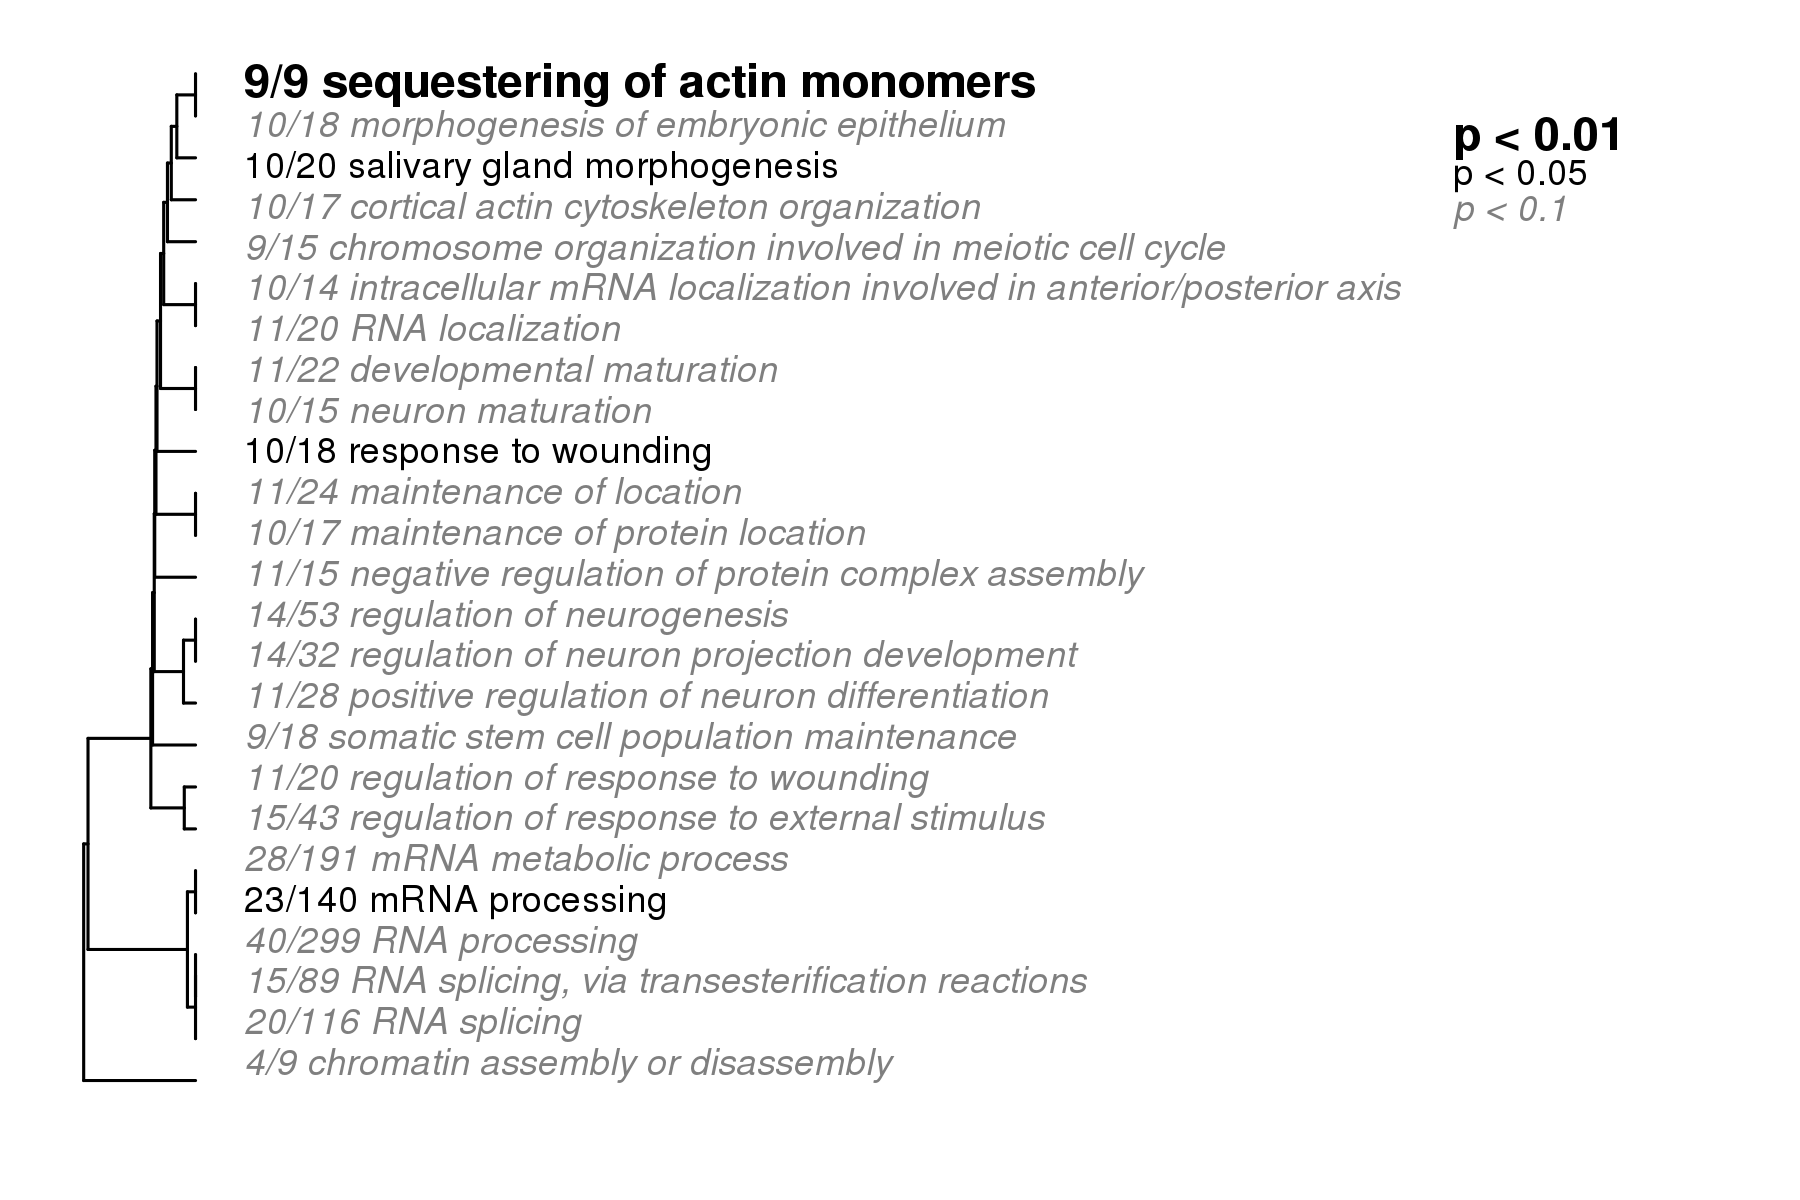 9/9 sequestering of actin monomers
10/18 morphogenesis of embryonic epithelium
10/20 salivary gland morphogenesis
10/17 cortical actin cytoskeleton organization
9/15 chromosome organization involved in meiotic cell cycle
10/14 intracellular mRNA localization involved in anterior/posterior axis
11/20 RNA localization
11/22 developmental maturation
10/15 neuron maturation
10/18 response to wounding
11/24 maintenance of location
10/17 maintenance of protein location
11/15 negative regulation of protein complex assembly
14/53 regulation of neurogenesis
14/32 regulation of neuron projection development
11/28 positive regulation of neuron differentiation
9/18 somatic stem cell population maintenance
11/20 regulation of response to wounding
15/43 regulation of response to external stimulus
28/191 mRNA metabolic process
23/140 mRNA processing
40/299 RNA processing
15/89 RNA splicing, via transesterification reactions
20/116 RNA splicing
4/9 chromatin assembly or disassembly
p < 0.01
p < 0.05
p < 0.1